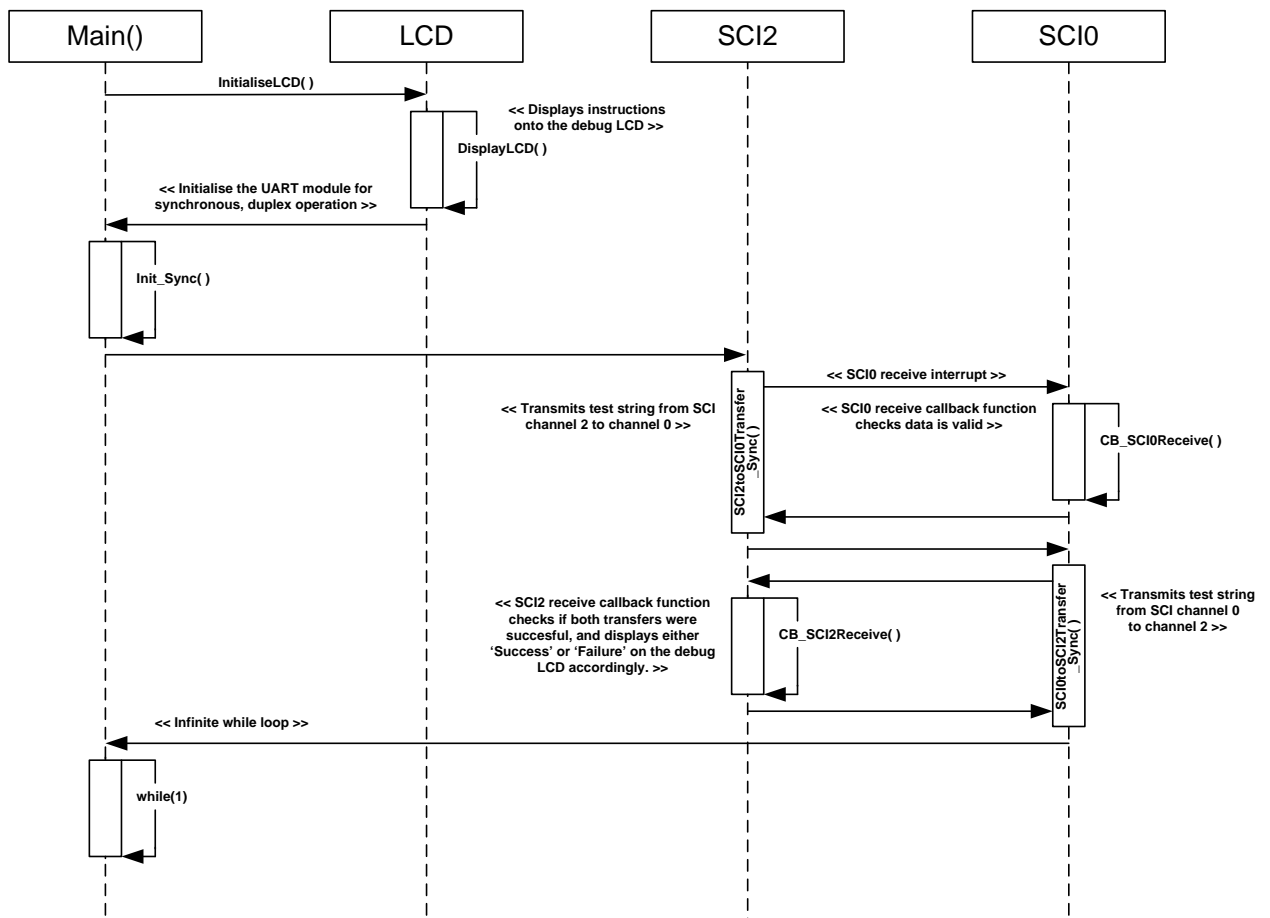 Main()
LCD
SCI2
SCI0
InitialiseLCD( )
<< Displays instructions
onto the debug LCD >>
DisplayLCD( )
<< Initialise the UART module for
synchronous, duplex operation >>
Init_Sync( )
<< SCI0 receive interrupt >>
<< Transmits test string from SCI
channel 2 to channel 0 >>
SCI2toSCI0Transfer
_Sync( )
<< SCI0 receive callback function
checks data is valid >>
CB_SCI0Receive( )
<< SCI2 receive callback function
checks if both transfers were
succesful, and displays either
‘Success’ or ‘Failure’ on the debug
LCD accordingly. >>
CB_SCI2Receive( )
SCI0toSCI2Transfer
_Sync( )
<< Transmits test string
from SCI channel 0
to channel 2 >>
<< Infinite while loop >>
while(1)